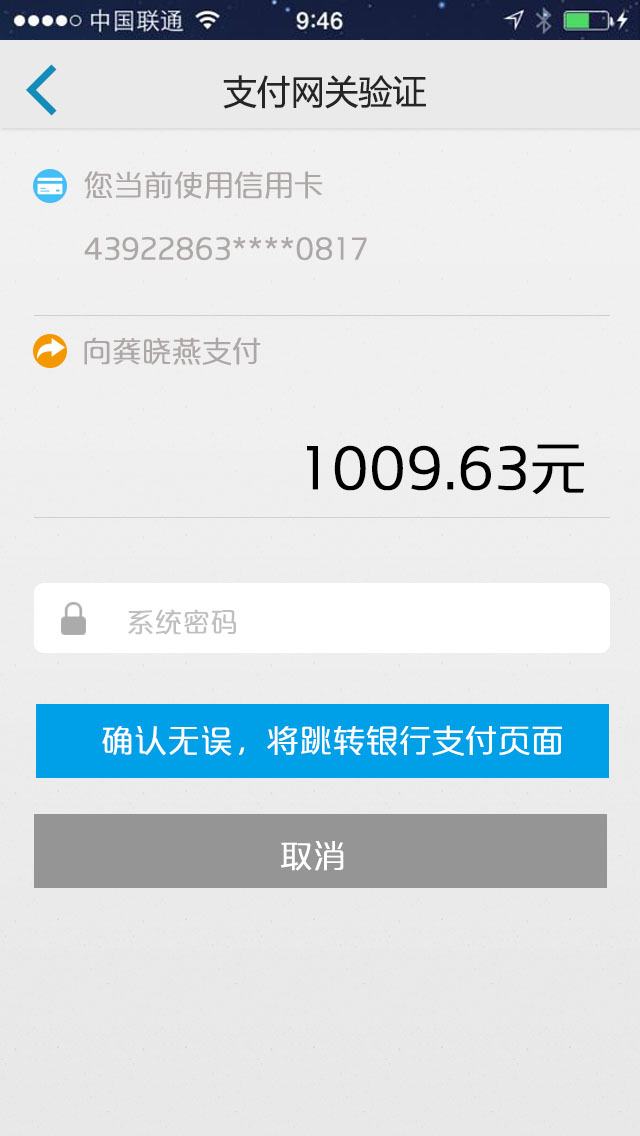 中国联通
9:46
支付网关验证
您当前使用信用卡
43922863****0817
向龚晓燕支付
1009.63元
系统密码
确认无误，将跳转银行支付页面
取消